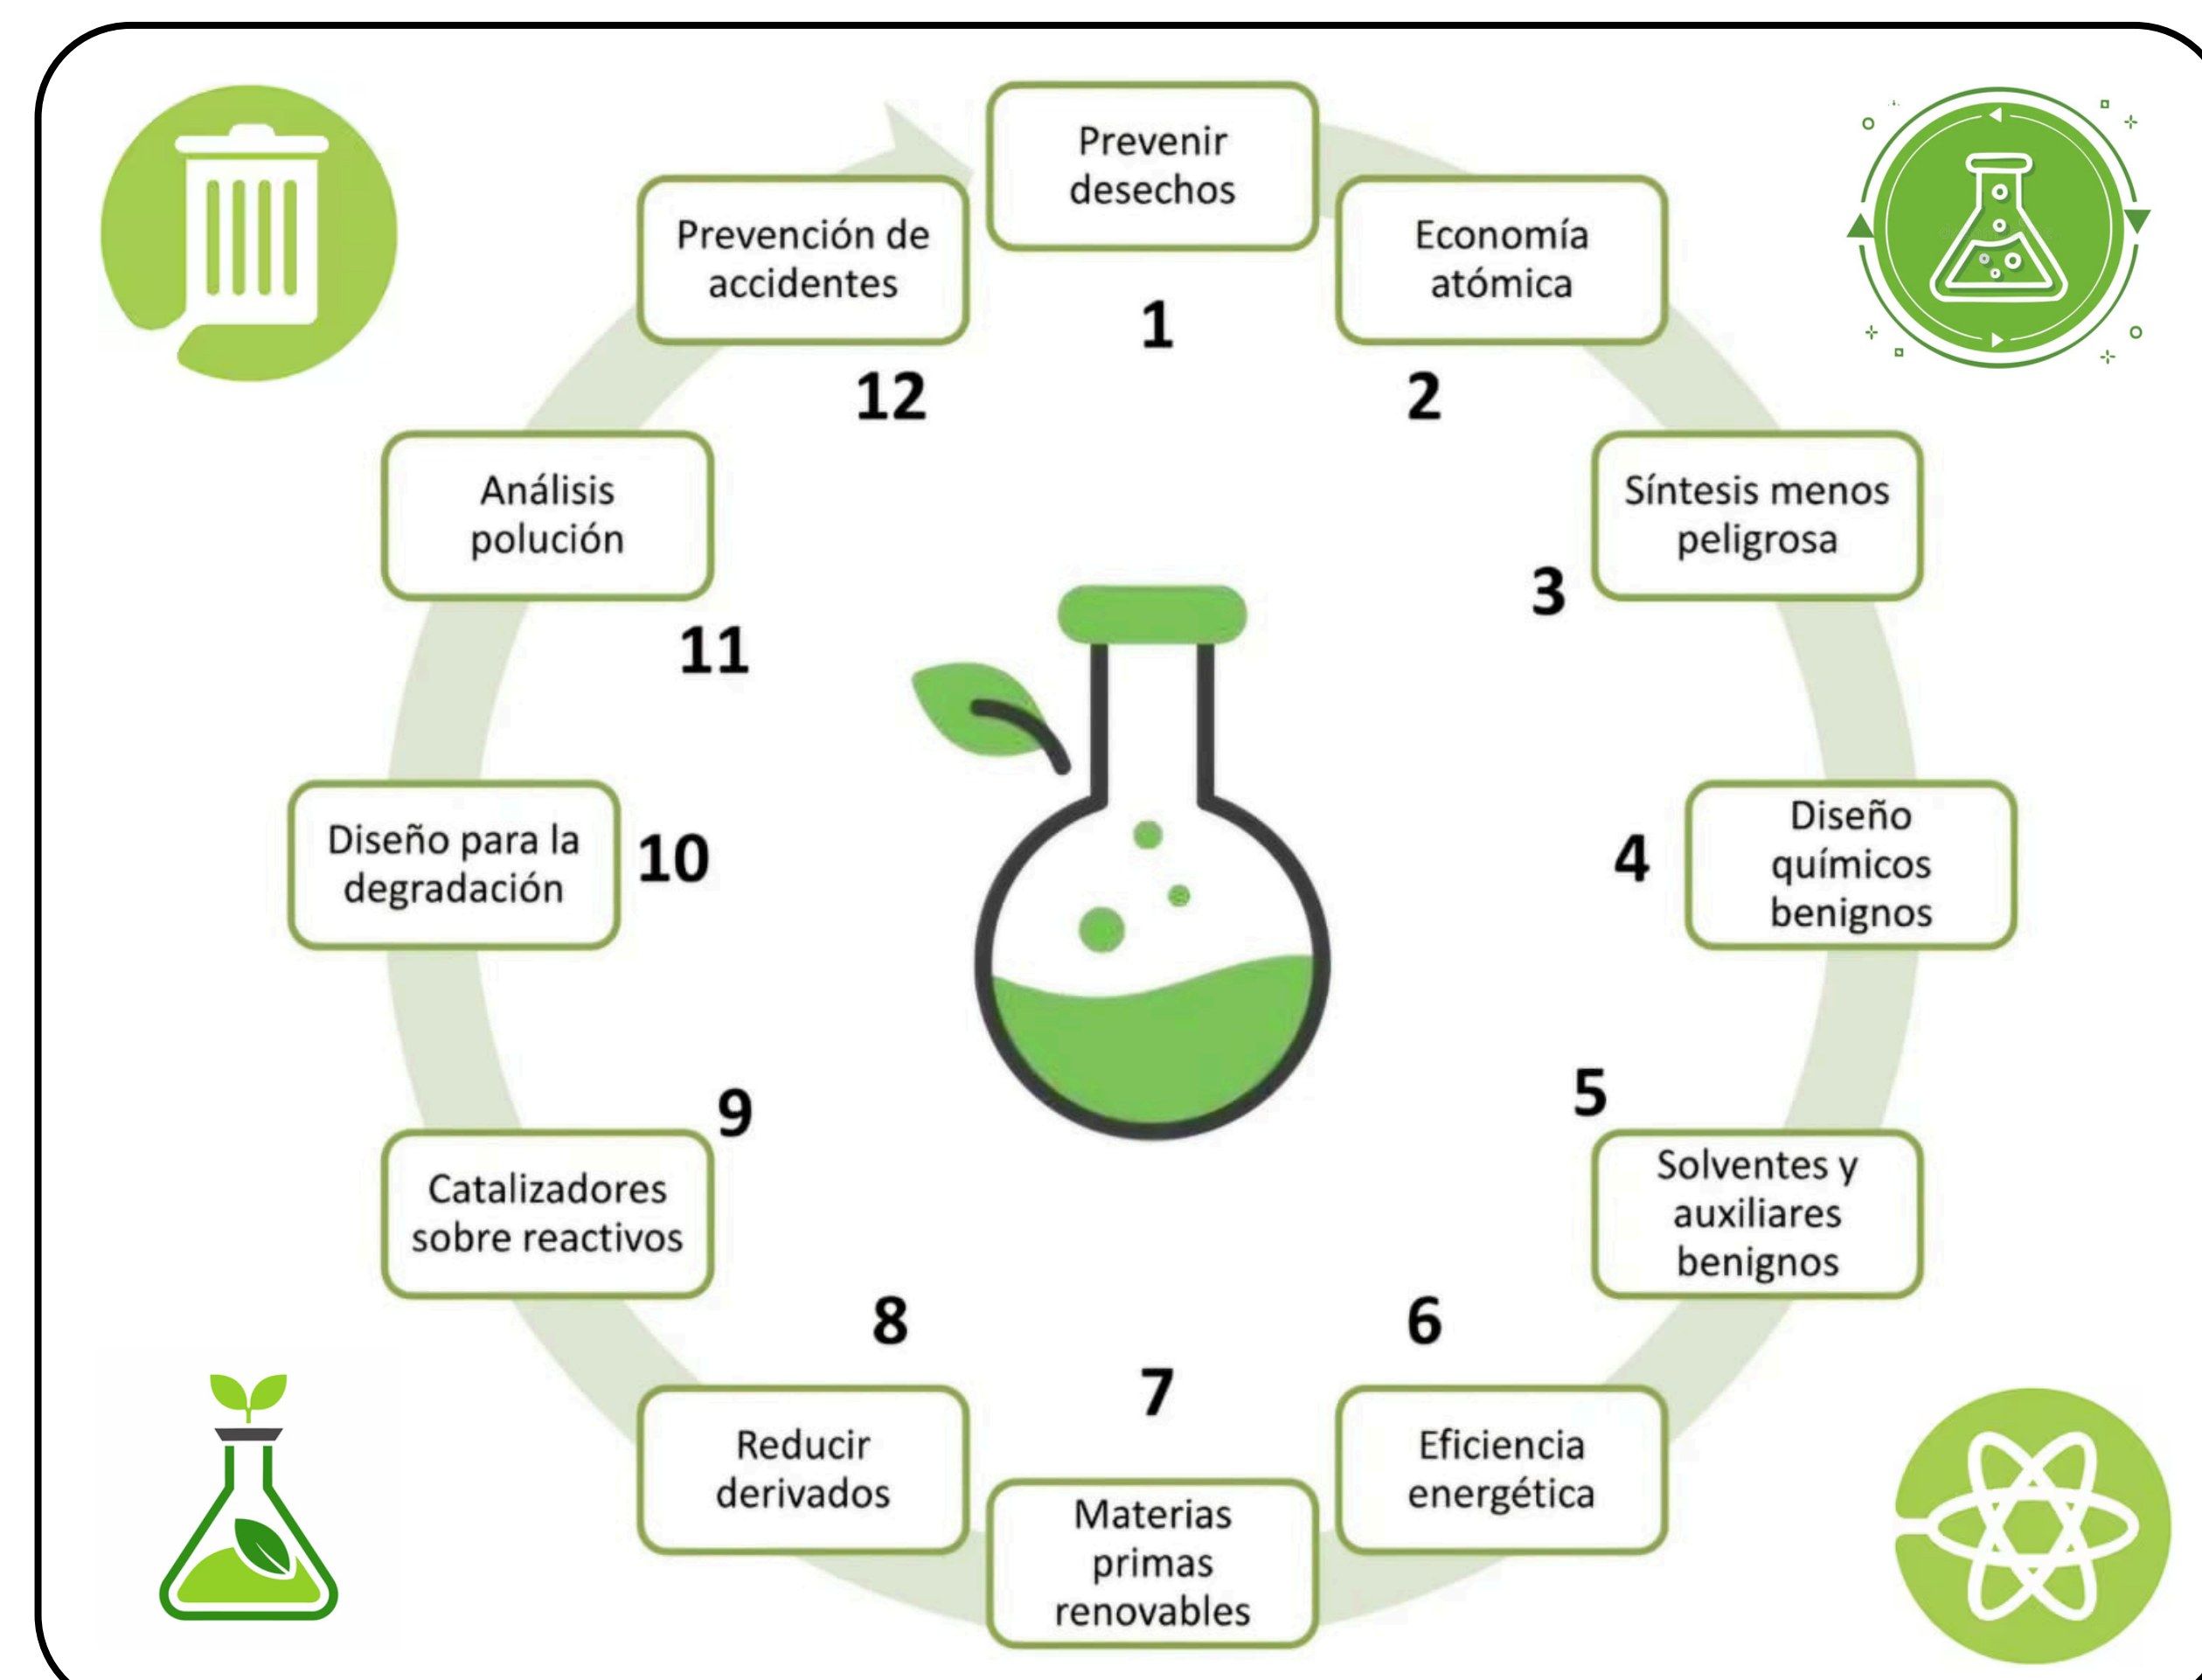 Prevenir
desechos
1
Economía
atómica
2
Síntesis menos
peligrosa
3
Diseño
químicos
benignos
4
Solventes y
auxiliares
benignos
5
Eficiencia
energética
6
Materias
primas
renovables
7
Reducir
derivados
8
Catalizadores
sobre reactivos
9
Diseño para la
degradación
10
Análisis
polución
11
Prevención de
accidentes
12